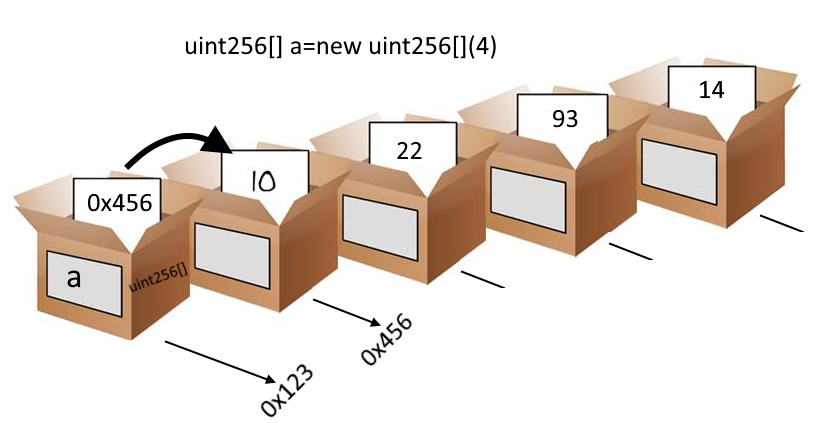 uint256[] a=new uint256[](4)
0x456
10
22
93
14
a
uint256[]
0x123
0x456